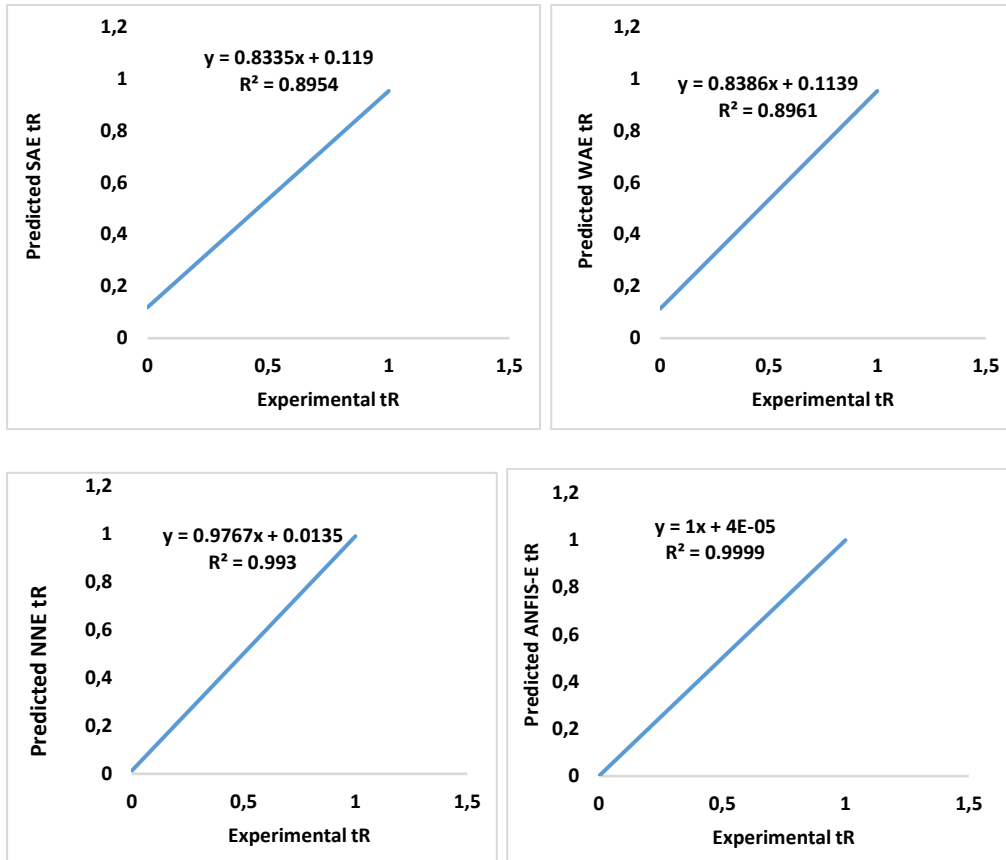 1,2
y = 0.8335x + 0.119
R² = 0.8954
1
0,8
0,6
0,4
0,2
0
Predicted SAE tR
0 0,5 1 1,5
Experimental tR
1,2
y = 0.8386x + 0.1139
R² = 0.8961
1
0,8
0,6
0,4
0,2
0
Predicted WAE tR
0 0,5 1 1,5
Experimental tR
1,2
y = 0.9767x + 0.0135
R² = 0.993
1
0,8
0,6
0,4
0,2
0
Predicted NNE tR
0 0,5 1 1,5
Experimental tR
1,2
y = 1x + 4E-05
R² = 0.9999
1
0,8
0,6
0,4
0,2
0
Predicted ANFIS-E tR
0 0,5 1 1,5
Experimental tR